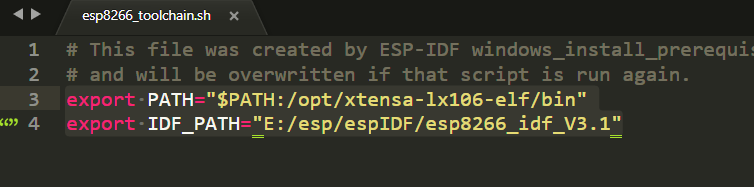 esp8266_toolchain.sh ×
1 # This file was created by ESP-IDF windows_install_prerequis
2 # and will be overwritten if that script is run again.
3 export PATH="$PATH:/opt/xtensa-lx106-elf/bin"
4 export IDF_PATH="E:/esp/espIDF/esp8266_idf_V3.1"